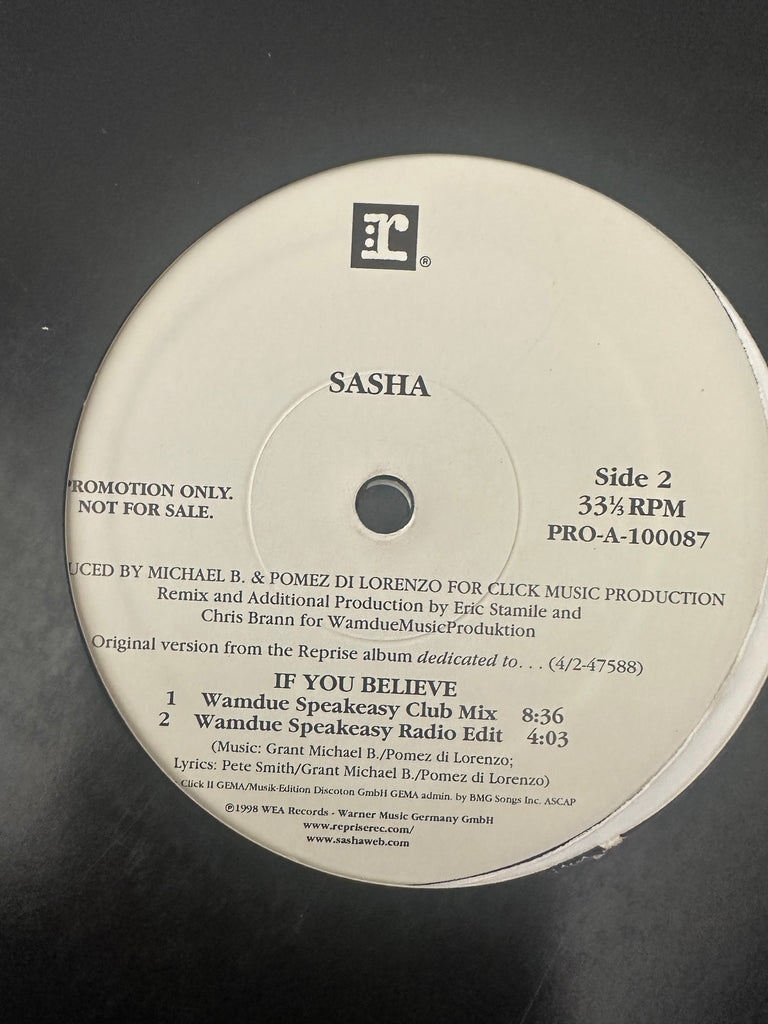 r ®
SASHA
ROMOTION ONLY.
NOT FOR SALE.
Side 2
33⅓ RPM
PRO-A-100087
UCED BY MICHAEL B. & POMEZ DI LORENZO FOR CLICK MUSIC PRODUCTION
Remix and Additional Production by Eric Stamile and
Chris Brann for WamdueMusicProduktion
Original version from the Reprise album dedicated to. . . (4/2-47588)
IF YOU BELIEVE
1 Wamdue Speakeasy Club Mix 8:36
2 Wamdue Speakeasy Radio Edit 4:03
(Music: Grant Michael B./Pomez di Lorenzo;
Lyrics: Pete Smith/Grant Michael B./Pomez di Lorenzo)
Click II GEMA/Musik-Edition Discoton GmbH GEMA admin. by BMG Songs Inc. ASCAP
℗1998 WEA Records - Warner Music Germany GmbH
www.repriserec.com/
www.sashaweb.com